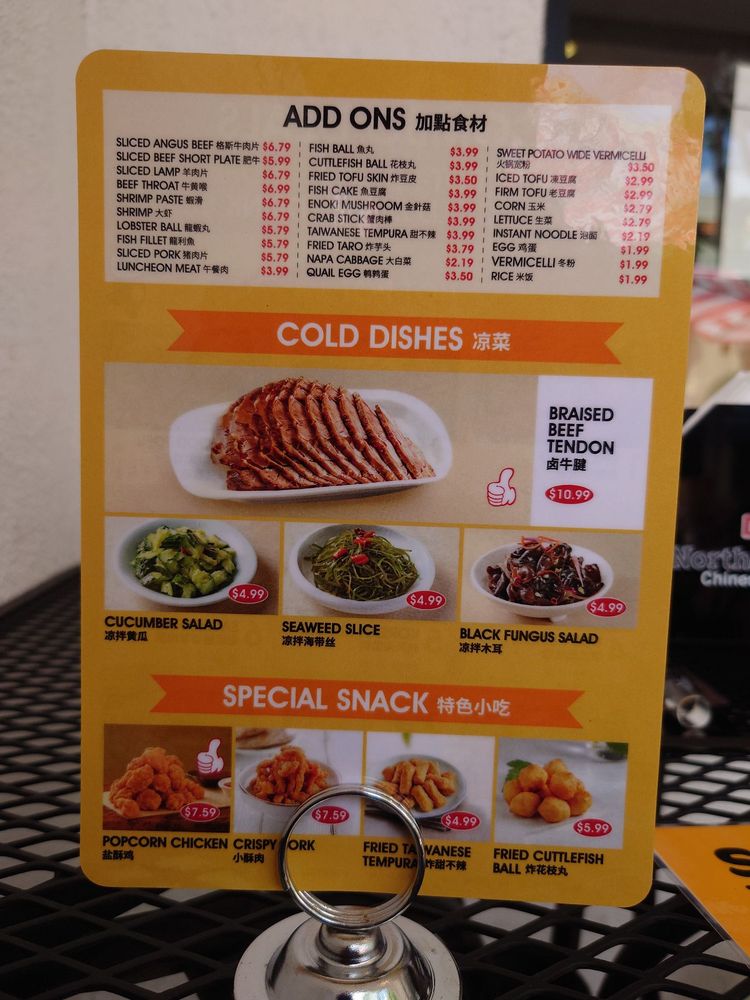 ADD ONS 加點食材
SLICED ANGUS BEEF 格斯牛肉片 $6.79
SLICED BEEF SHORT PLATE 肥牛 $5.99
SLICED LAMP 羊肉片 $6.79
BEEF THROAT 牛黄喉 $6.99
SHRIMP PASTE 蝦滑 $6.99
SHRIMP 大虾 $6.79
LOBSTER BALL 龍蝦丸 $5.79
FISH FILLET 龍利魚 $5.79
SLICED PORK 猪肉片 $5.79
LUNCHEON MEAT 午餐肉 $3.99
FISH BALL 魚丸 $3.99
CUTTLEFISH BALL 花枝丸 $3.99
FRIED TOFU SKIN 炸豆皮 $3.50
FISH CAKE 魚豆腐 $3.99
ENOKI MUSHROOM 金針菇 $3.99
CRAB STICK 蟹肉棒 $3.99
TAIWANESE TEMPURA 甜不辣 $3.99
FRIED TARO 炸芋头 $3.79
NAPA CABBAGE 大白菜 $2.19
QUAIL EGG 鹌鹑蛋 $3.50
SWEET POTATO WIDE VERMICELLI
火锅宽粉 $3.50
ICED TOFU 凍豆腐 $2.99
FIRM TOFU 老豆腐 $2.99
CORN 玉米 $2.79
LETTUCE 生菜 $2.79
INSTANT NOODLE 泡面 $2.19
EGG 鸡蛋 $1.99
VERMICELLI 冬粉 $1.99
RICE 米饭 $1.99
COLD DISHES 凉菜
BRAISED
BEEF
TENDON
卤牛腱
$10.99
$4.99
$4.99
$4.99
CUCUMBER SALAD
凉拌黄瓜
SEAWEED SLICE
凉拌海带丝
BLACK FUNGUS SALAD
凉拌木耳
SPECIAL SNACK 特色小吃
$7.59
$7.59
$4.99
$5.99
POPCORN CHICKEN
盐酥鸡
CRISPY ORK
小酥肉
FRIED TA WANESE
TEMPURA 炸甜不辣
FRIED CUTTLEFISH
BALL 炸花枝丸
North
Chine